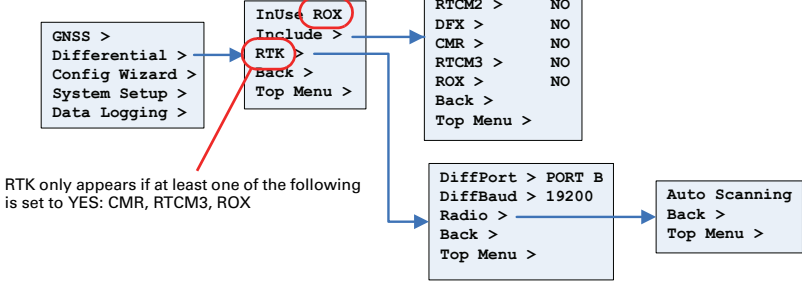 GNSS >
Differential >
Config Wizard >
System Setup >
Data Logging >
InUse ROX
Include >
RTK >
Back >
Top Menu >
RTCM2 > NO
DFX > NO
CMR > NO
RTCM3 > NO
ROX > NO
Back >
Top Menu >
RTK only appears if at least one of the following
is set to YES: CMR, RTCM3, ROX
DiffPort > PORT B
DiffBaud > 19200
Radio >
Back >
Top Menu >
Auto Scanning
Back >
Top Menu >